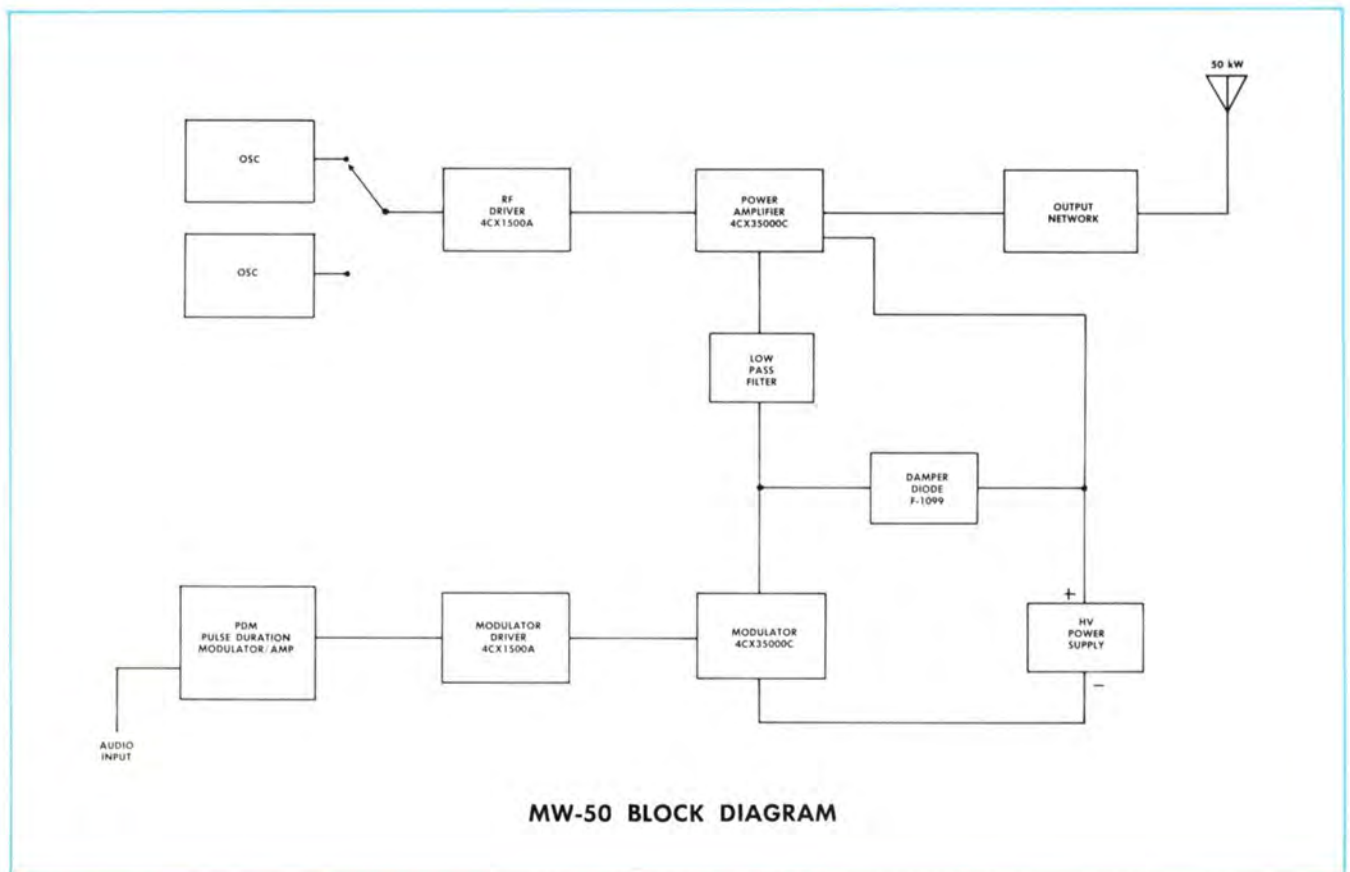 50 kW
OSC
OSC
RF
DRIVER
4CX1500A
POWER
AMPLIFIER
4CX35000C
OUTPUT
NETWORK
LOW
PASS
FILTER
DAMPER
DIODE
F-1099
PDM
PULSE DURATION
MODULATOR/AMP
MODULATOR
DRIVER
4CX1500A
MODULATOR
4CX35000C
+
HV
POWER
SUPPLY
−
AUDIO
INPUT
MW-50 BLOCK DIAGRAM